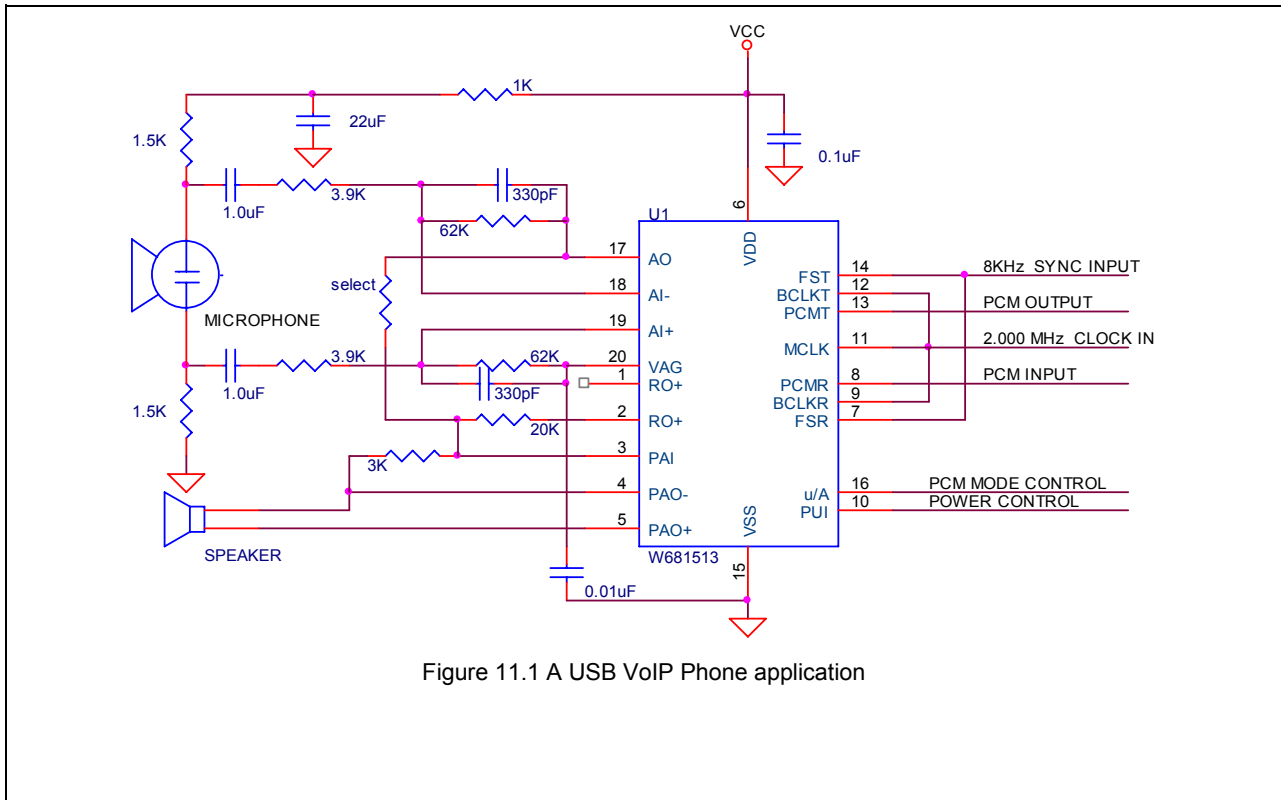 VCC
1K
22uF
1.5K
0.1uF
330pF
3.9K
1.0uF
62K
6
U1
VDD
17
AO
14
8KHz SYNC INPUT
FST
select
18
AI-
12
BCLKT
13
PCM OUTPUT
PCMT
MICROPHONE
19
AI+
11
2.000 MHz CLOCK IN
MCLK
3.9K
62K
20
VAG
1
RO+
8
PCM INPUT
PCMR
330pF
1.0uF
9
BCLKR
1.5K
2
RO+
7
FSR
20K
3
PAI
3K
4
PAO-
16
PCM MODE CONTROL
u/A
10
POWER CONTROL
PUI
5
PAO+
VSS
SPEAKER
W681513
15
0.01uF
Figure 11.1 A USB VoIP Phone application